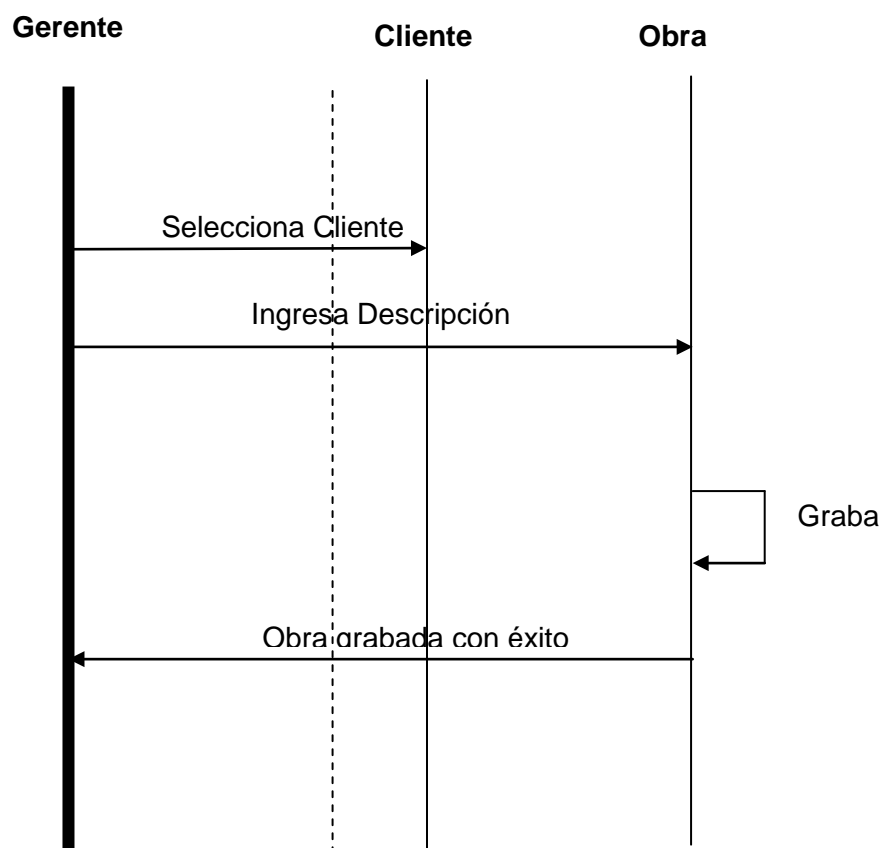 Gerente
Cliente
Obra
Selecciona Cliente
Ingresa Descripción
Graba
Obra grabada con éxito